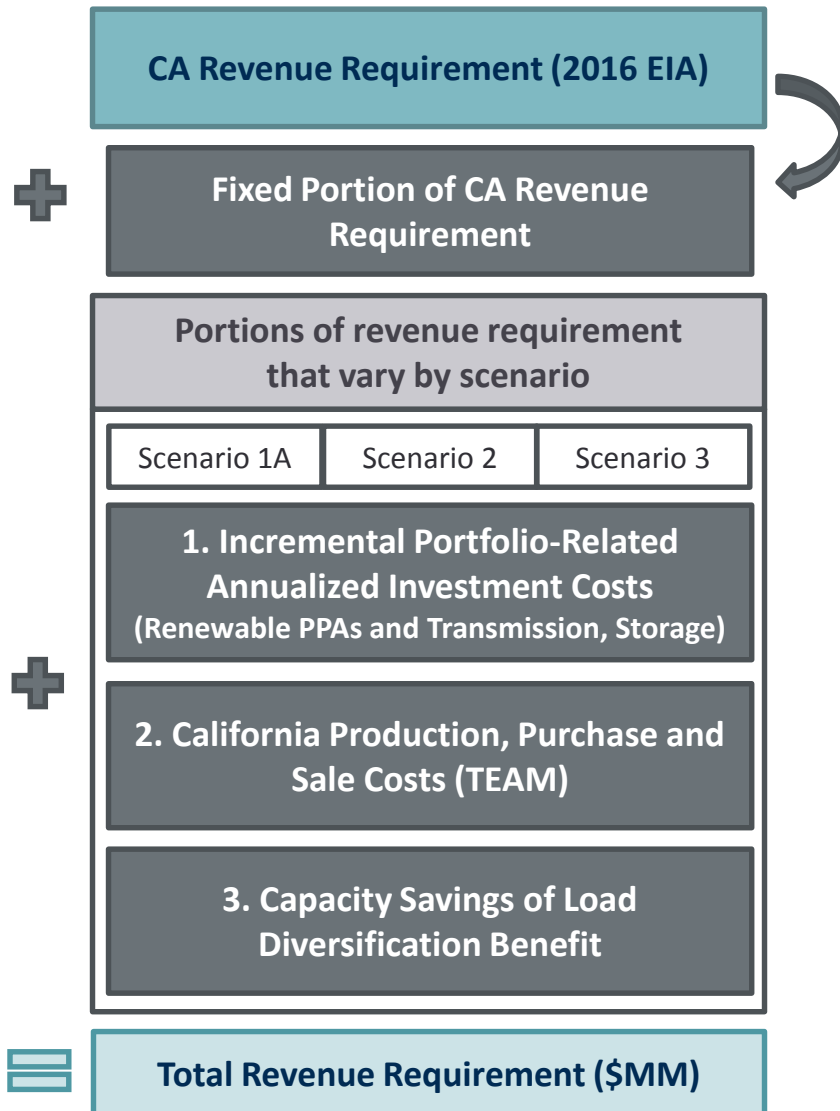 CA Revenue Requirement (2016 EIA)
Fixed Portion of CA Revenue
Requirement
Portions of revenue requirement
that vary by scenario
Scenario 1A
Scenario 2
Scenario 3
1. Incremental Portfolio-Related
Annualized Investment Costs
(Renewable PPAs and Transmission, Storage)
2. California Production, Purchase and
Sale Costs (TEAM)
3. Capacity Savings of Load
Diversification Benefit
Total Revenue Requirement ($MM)